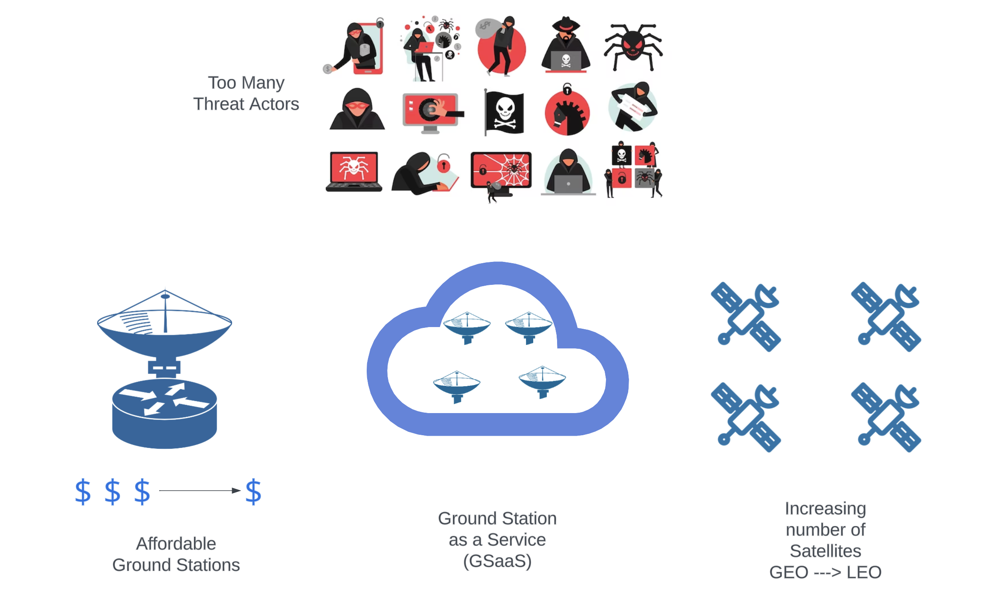 Too Many
Threat Actors
$ $ $ $
Affordable
Ground Stations
Ground Station
as a Service
(GSaaS)
Increasing
number of
Satellites
GEO ---> LEO